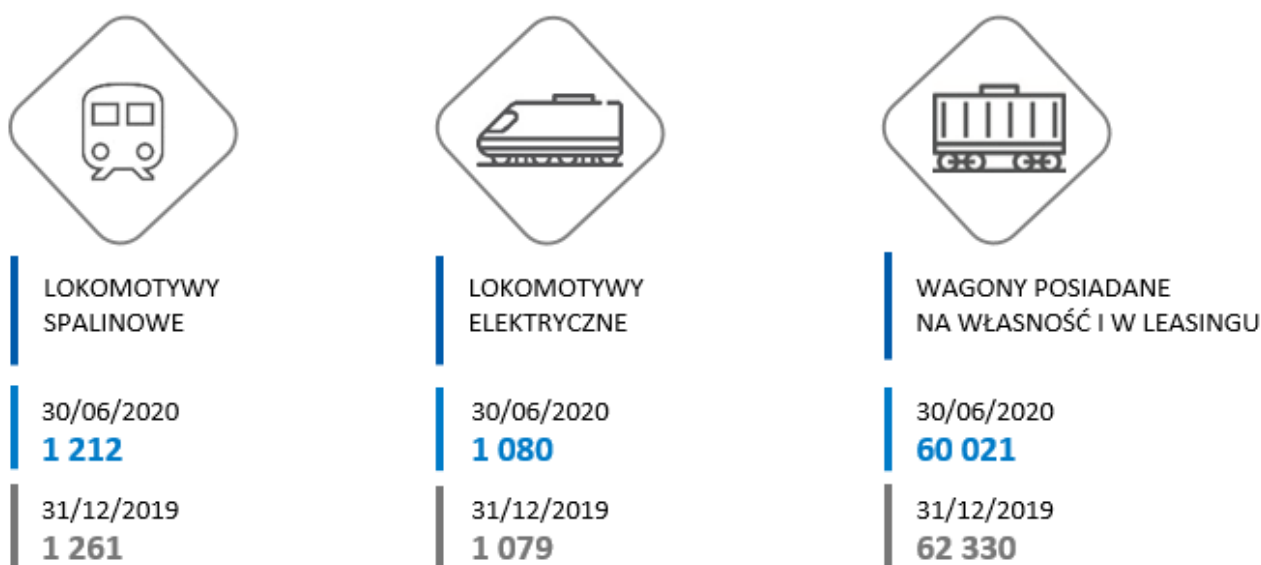 LOKOMOTYWY
SPALINOWE
30/06/2020
1 212
31/12/2019
1 261
LOKOMOTYWY
ELEKTRYCZNE
30/06/2020
1 080
31/12/2019
1 079
WAGONY POSIADANE
NA WŁASNOŚĆ I W LEASINGU
30/06/2020
60 021
31/12/2019
62 330